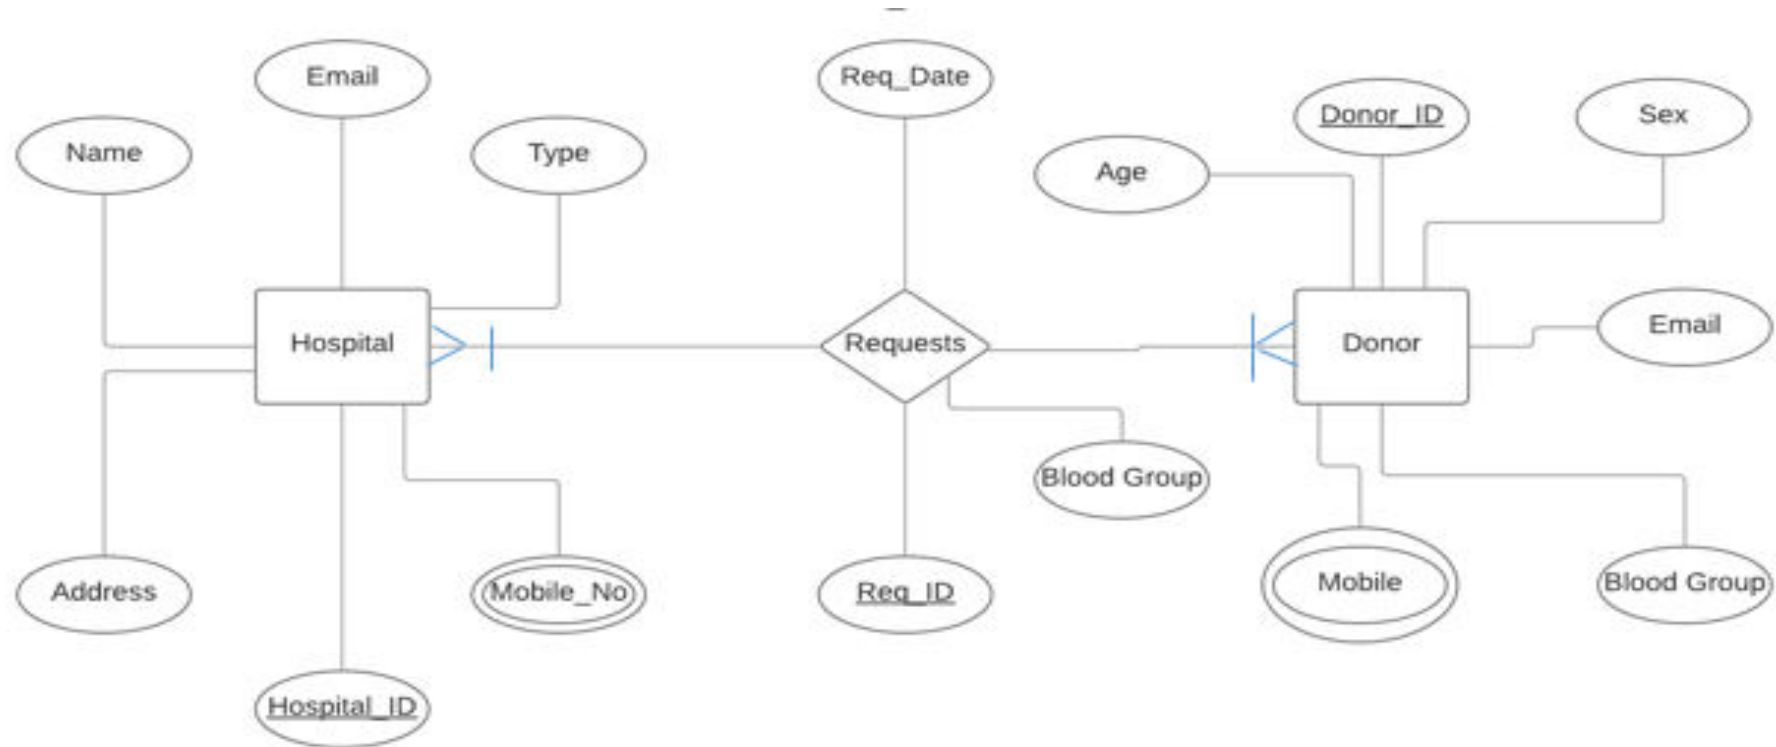 Email
Req_Date
Donor_ID
Sex
Name
Type
Age
Hospital
Requests
Donor
Email
Blood Group
Address
Mobile_No
Req_ID
Mobile
Blood Group
Hospital_ID